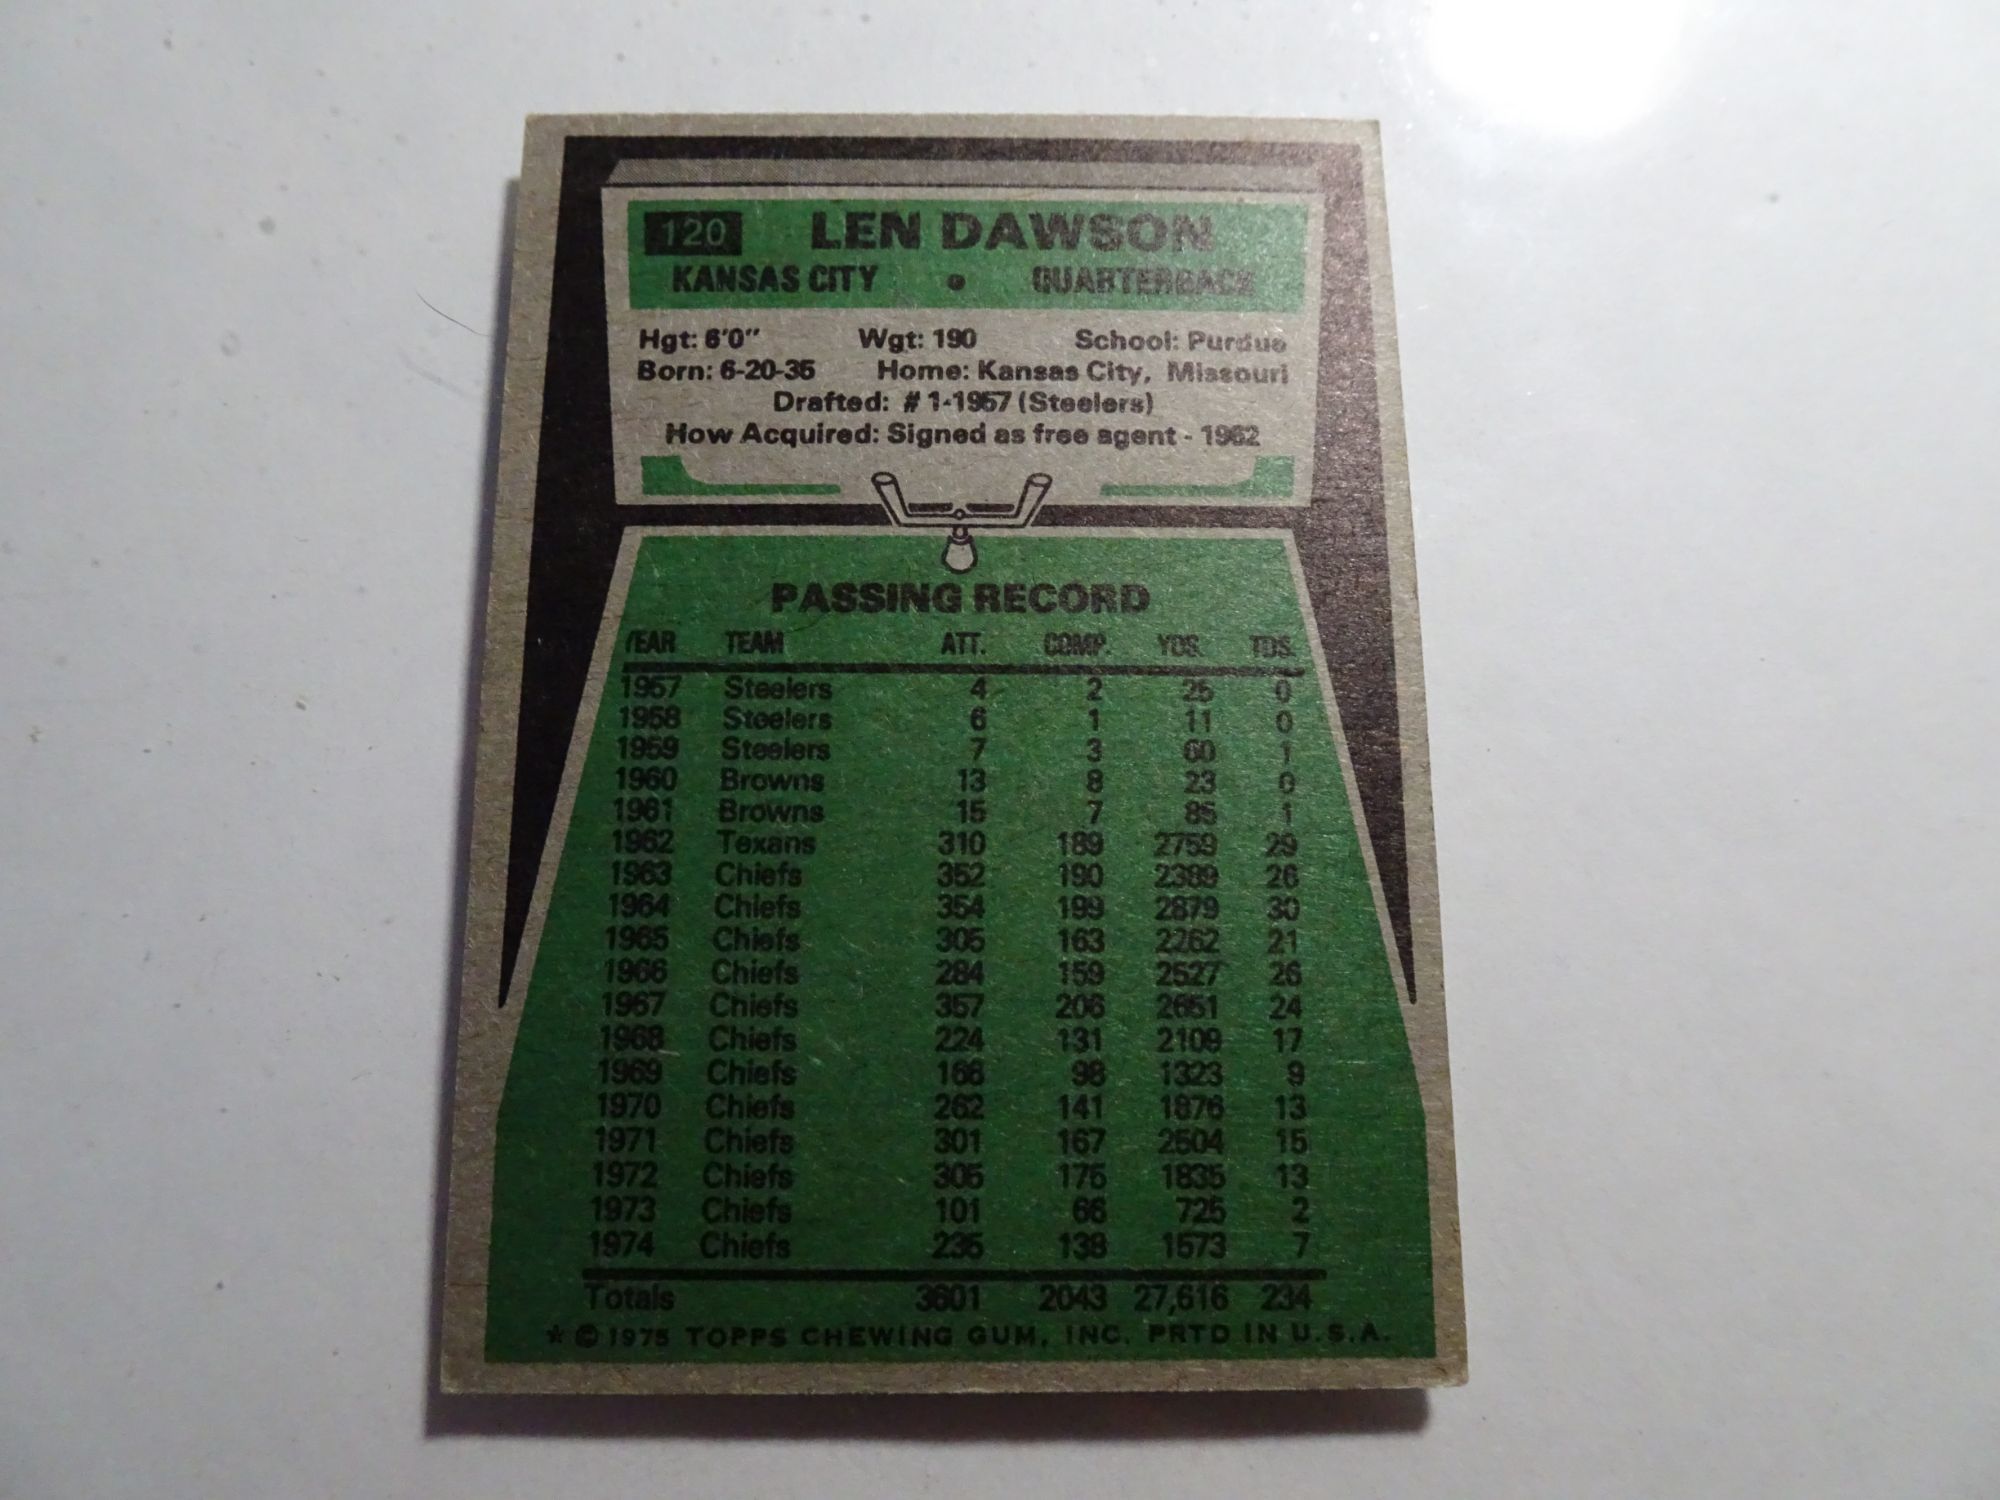 120 LEN DAWSON
KANSAS CITY • QUARTERBACK
Hgt: 6'0" Wgt: 190 School: Purdue
Born: 6-20-35 Home: Kansas City, Missouri
Drafted: #1-1957 (Steelers)
How Acquired: Signed as free agent - 1962
PASSING RECORD
YEAR TEAM ATT. COMP. YDS. TDS.
1957 Steelers 4 2 25 0
1958 Steelers 6 1 11 0
1959 Steelers 7 3 60 1
1960 Browns 13 8 23 0
1961 Browns 15 7 85 1
1962 Texans 310 189 2759 29
1963 Chiefs 352 190 2389 26
1964 Chiefs 354 199 2879 30
1965 Chiefs 305 163 2262 21
1966 Chiefs 284 159 2527 26
1967 Chiefs 357 206 2651 24
1968 Chiefs 224 131 2109 17
1969 Chiefs 166 98 1323 9
1970 Chiefs 262 141 1876 13
1971 Chiefs 301 167 2504 15
1972 Chiefs 305 175 1835 13
1973 Chiefs 101 66 725 2
1974 Chiefs 235 138 1573 7
Totals 3601 2043 27,616 234
* © 1975 TOPPS CHEWING GUM, INC. PRTD IN U.S.A.